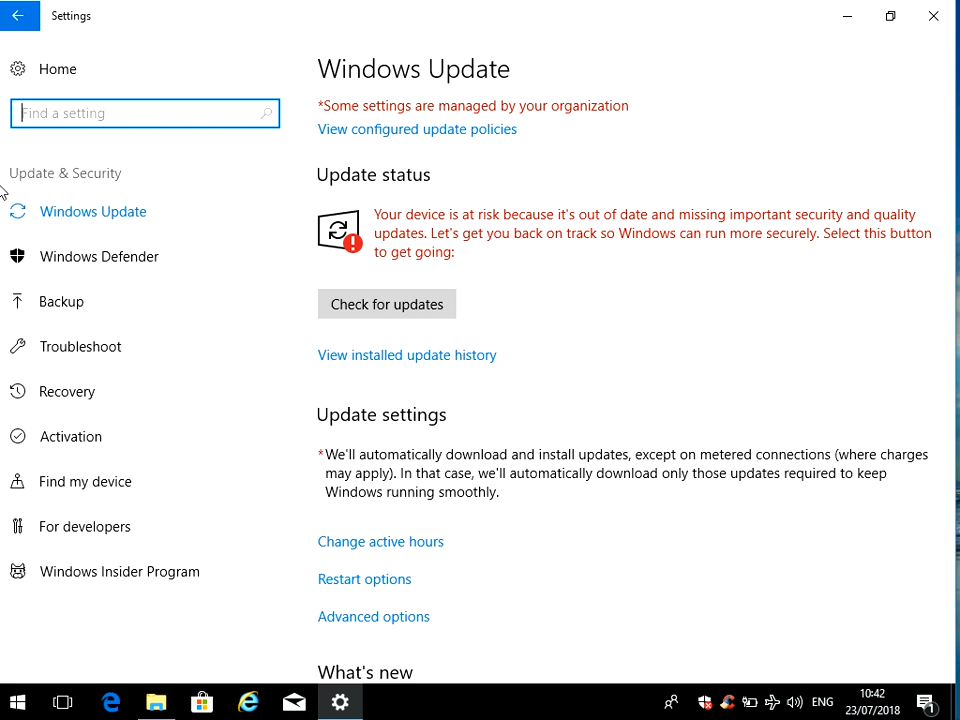 Settings
Home
Find a setting
Update & Security
Windows Update
Windows Defender
Backup
Troubleshoot
Recovery
Activation
Find my device
For developers
Windows Insider Program
Windows Update
*Some settings are managed by your organization
View configured update policies
Update status
Your device is at risk because it's out of date and missing important security and quality
updates. Let's get you back on track so Windows can run more securely. Select this button
to get going:
Check for updates
View installed update history
Update settings
*We'll automatically download and install updates, except on metered connections (where charges
may apply). In that case, we'll automatically download only those updates required to keep
Windows running smoothly.
Change active hours
Restart options
Advanced options
What's new
ENG
10:42
23/07/2018
1